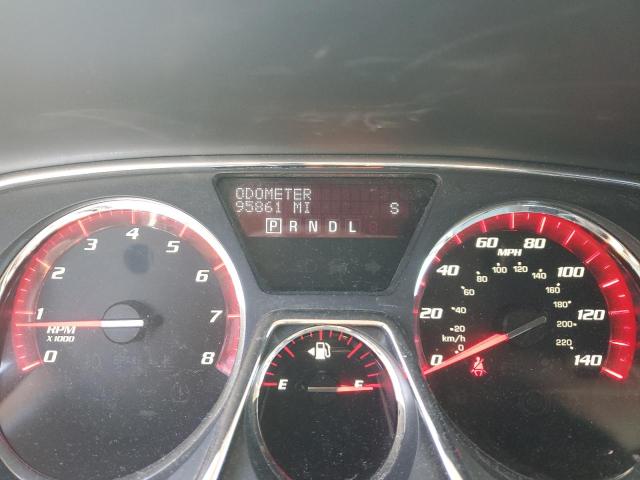 ODOMETER
95861 MI S
P R N D L
0 1 2 3 4 5 6 7 8
RPM
X1000
E F
0 20 40 60 80 100 120 140
MPH
0 20 40 60 80 100 120 140 160 180 200 220
km/h